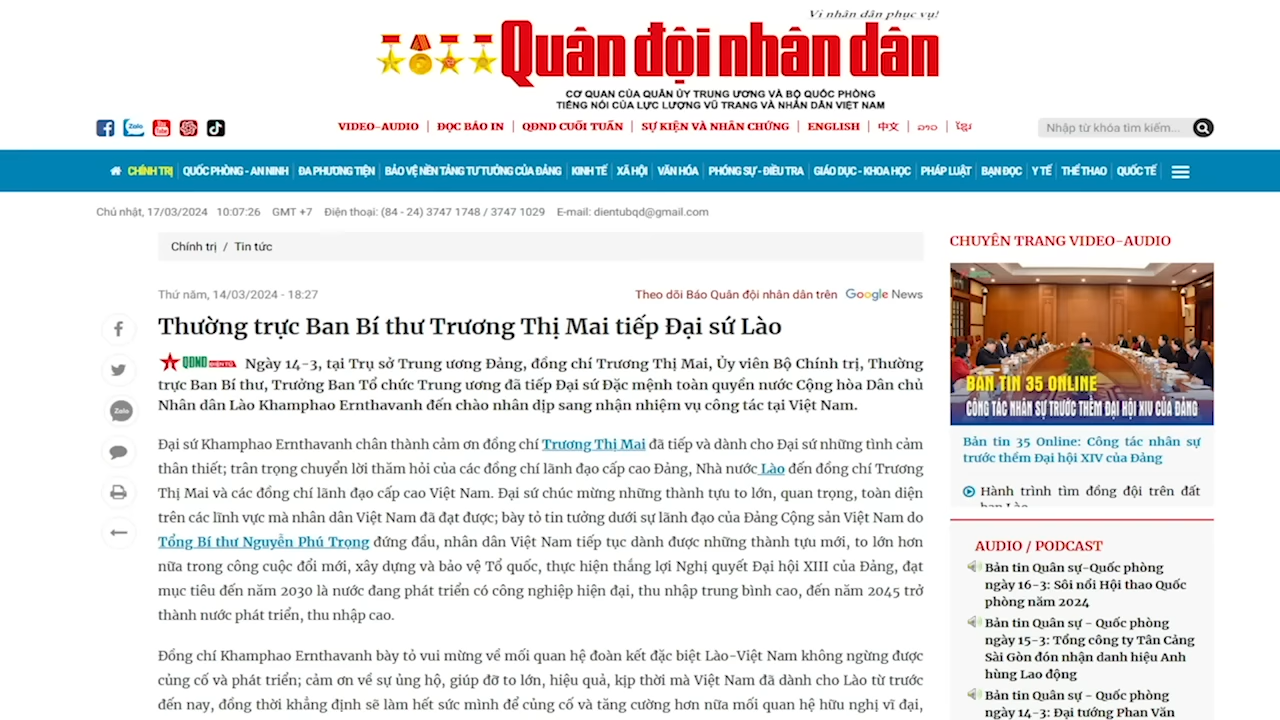 Vì nhân dân phục vụ!
Quân đội nhân dân
CƠ QUAN CỦA QUÂN ỦY TRUNG ƯƠNG VÀ BỘ QUỐC PHÒNG
TIẾNG NÓI CỦA LỰC LƯỢNG VŨ TRANG VÀ NHÂN DÂN VIỆT NAM
VIDEO-AUDIO | ĐỌC BÁO IN | QĐND CUỐI TUẦN | SỰ KIỆN VÀ NHÂN CHỨNG | ENGLISH | 中文 | ລາວ | ខ្មែរ
Nhập từ khóa tìm kiếm...
CHÍNH TRỊ QUỐC PHÒNG - AN NINH ĐA PHƯƠNG TIỆN BẢO VỆ NỀN TẢNG TƯ TƯỞNG CỦA ĐẢNG KINH TẾ XÃ HỘI VĂN HÓA PHÓNG SỰ - ĐIỀU TRA GIÁO DỤC - KHOA HỌC PHÁP LUẬT BẠN ĐỌC Y TẾ THỂ THAO QUỐC TẾ
Chủ nhật, 17/03/2024 10:07:26 GMT +7 Điện thoại: (84 - 24) 3747 1748 / 3747 1029 E-mail: dientubqd@gmail.com
Chính trị / Tin tức
Thứ năm, 14/03/2024 - 18:27
Theo dõi Báo Quân đội nhân dân trên Google News
Thường trực Ban Bí thư Trương Thị Mai tiếp Đại sứ Lào
QĐND Ngày 14-3, tại Trụ sở Trung ương Đảng, đồng chí Trương Thị Mai, Ủy viên Bộ Chính trị, Thường
trực Ban Bí thư, Trưởng Ban Tổ chức Trung ương đã tiếp Đại sứ Đặc mệnh toàn quyền nước Cộng hòa Dân chủ
Nhân dân Lào Khamphao Ernthavanh đến chào nhân dịp sang nhận nhiệm vụ công tác tại Việt Nam.
Zalo
Đại sứ Khamphao Ernthavanh chân thành cảm ơn đồng chí Trương Thị Mai đã tiếp và dành cho Đại sứ những tình cảm
thân thiết; trân trọng chuyển lời thăm hỏi của các đồng chí lãnh đạo cấp cao Đảng, Nhà nước Lào đến đồng chí Trương
Thị Mai và các đồng chí lãnh đạo cấp cao Việt Nam. Đại sứ chúc mừng những thành tựu to lớn, quan trọng, toàn diện
trên các lĩnh vực mà nhân dân Việt Nam đã đạt được; bày tỏ tin tưởng dưới sự lãnh đạo của Đảng Cộng sản Việt Nam do
Tổng Bí thư Nguyễn Phú Trọng đứng đầu, nhân dân Việt Nam tiếp tục dành được những thành tựu mới, to lớn hơn
nữa trong công cuộc đổi mới, xây dựng và bảo vệ Tổ quốc, thực hiện thắng lợi Nghị quyết Đại hội XIII của Đảng, đạt
mục tiêu đến năm 2030 là nước đang phát triển có công nghiệp hiện đại, thu nhập trung bình cao, đến năm 2045 trở
thành nước phát triển, thu nhập cao.
Đồng chí Khamphao Ernthavanh bày tỏ vui mừng về mối quan hệ đoàn kết đặc biệt Lào-Việt Nam không ngừng được
củng cố và phát triển; cảm ơn về sự ủng hộ, giúp đỡ to lớn, hiệu quả, kịp thời mà Việt Nam đã dành cho Lào từ trước
đến nay, đồng thời khẳng định sẽ làm hết sức mình để củng cố và tăng cường hơn nữa mối quan hệ hữu nghị vĩ đại,
CHUYÊN TRANG VIDEO-AUDIO
BẢN TIN 35 ONLINE
CÔNG TÁC NHÂN SỰ TRƯỚC THỀM ĐẠI HỘI XIV CỦA ĐẢNG
Bản tin 35 Online: Công tác nhân sự
trước thềm Đại hội XIV của Đảng
Hành trình tìm đồng đội trên đất
bạn Lào
AUDIO / PODCAST
Bản tin Quân sự-Quốc phòng
ngày 16-3: Sôi nổi Hội thao Quốc
phòng năm 2024
Bản tin Quân sự - Quốc phòng
ngày 15-3: Tổng công ty Tân Cảng
Sài Gòn đón nhận danh hiệu Anh
hùng Lao động
Bản tin Quân sự - Quốc phòng
ngày 14-3: Đại tướng Phan Văn